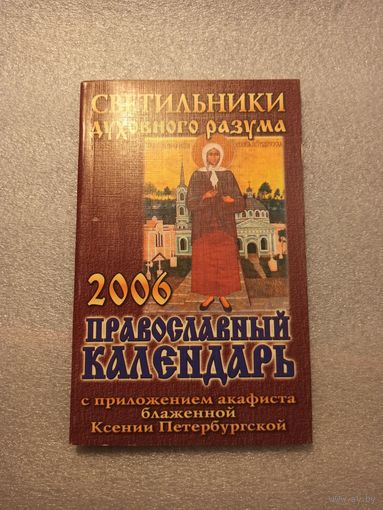 СВЕТИЛЬНИКИ
духовного разума
2006
ПРАВОСЛАВНЫЙ
КАЛЕНДАРЬ
с приложением акафиста
блаженной
Ксении Петербургской